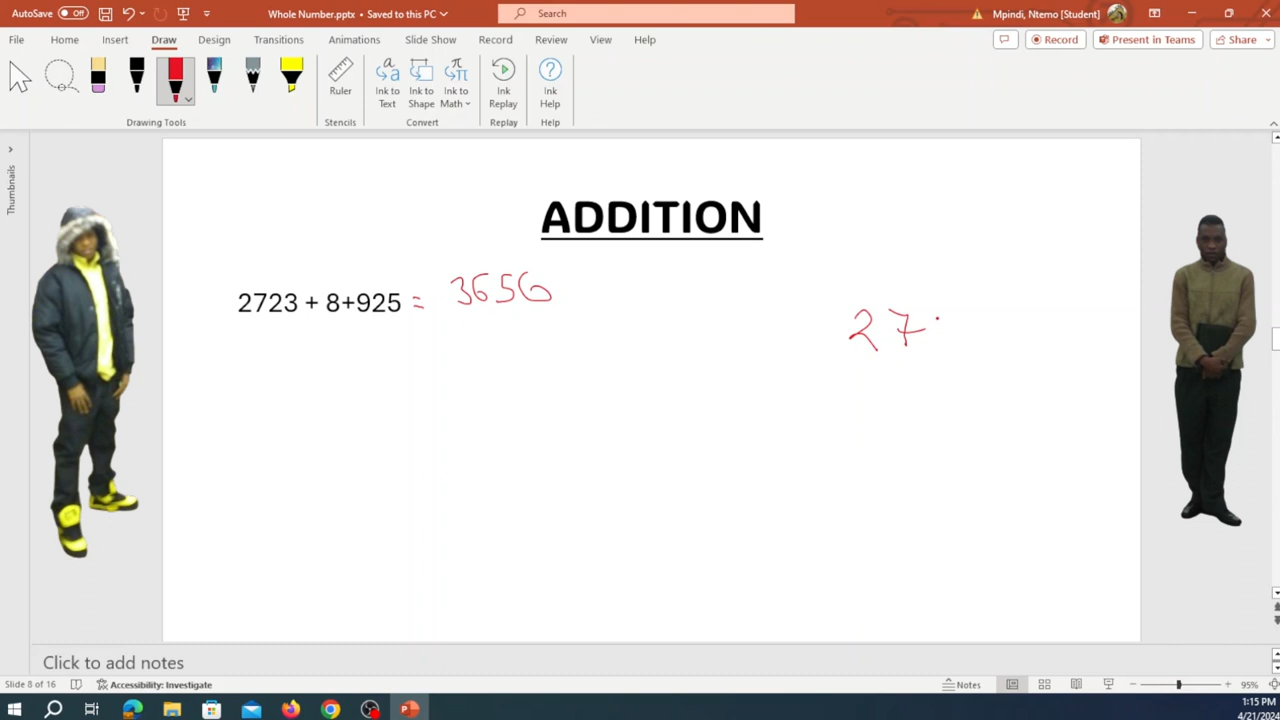 AutoSave Off Whole Number.pptx • Saved to this PC Search Mpindi, Ntemo [Student]
File Home Insert Draw Design Transitions Animations Slide Show Record Review View Help Record Present in Teams Share
Ruler Ink to Text Ink to Shape Ink to Math Ink Replay Ink Help
Drawing Tools Stencils Convert Replay Help
Thumbnails
ADDITION
2723 + 8+925 = 3656
27
Click to add notes
Slide 8 of 16 Accessibility: Investigate Notes 95%
1:15 PM
4/21/2024